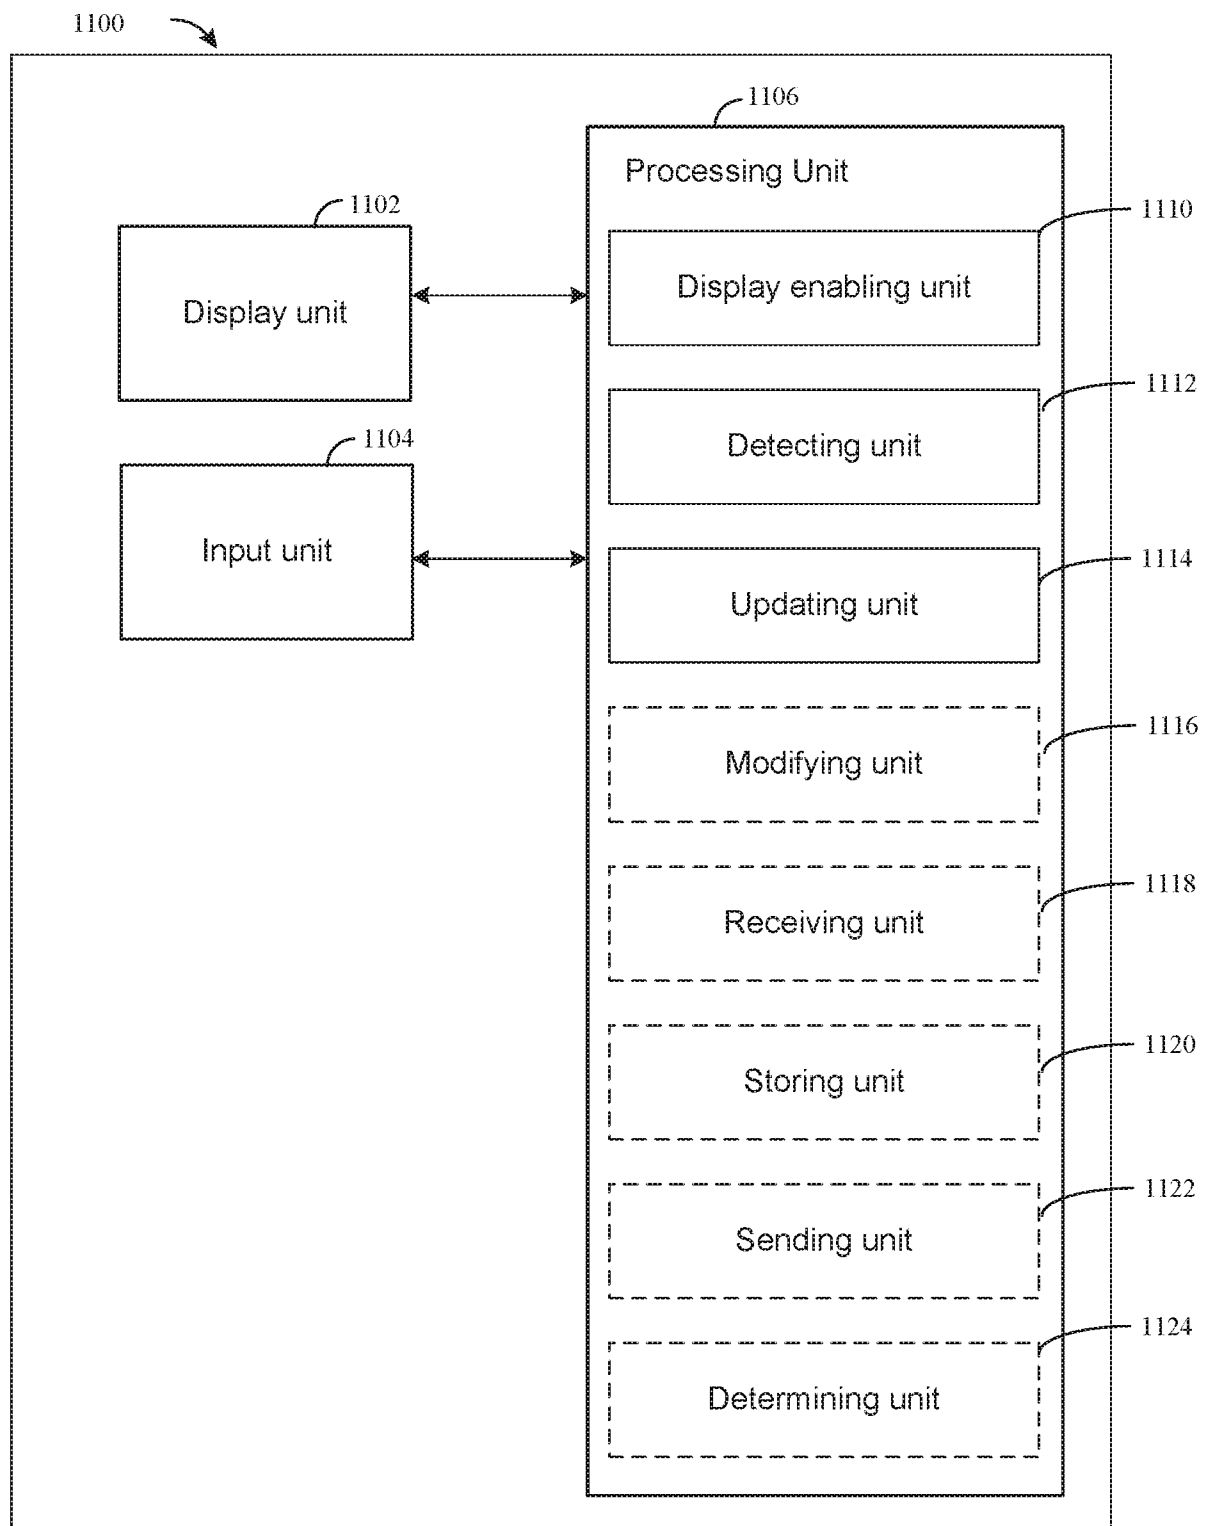 1100
1106
Processing Unit
1102
Display unit
1104
Input unit
1110
Display enabling unit
1112
Detecting unit
1114
Updating unit
1116
Modifying unit
1118
Receiving unit
1120
Storing unit
1122
Sending unit
1124
Determining unit